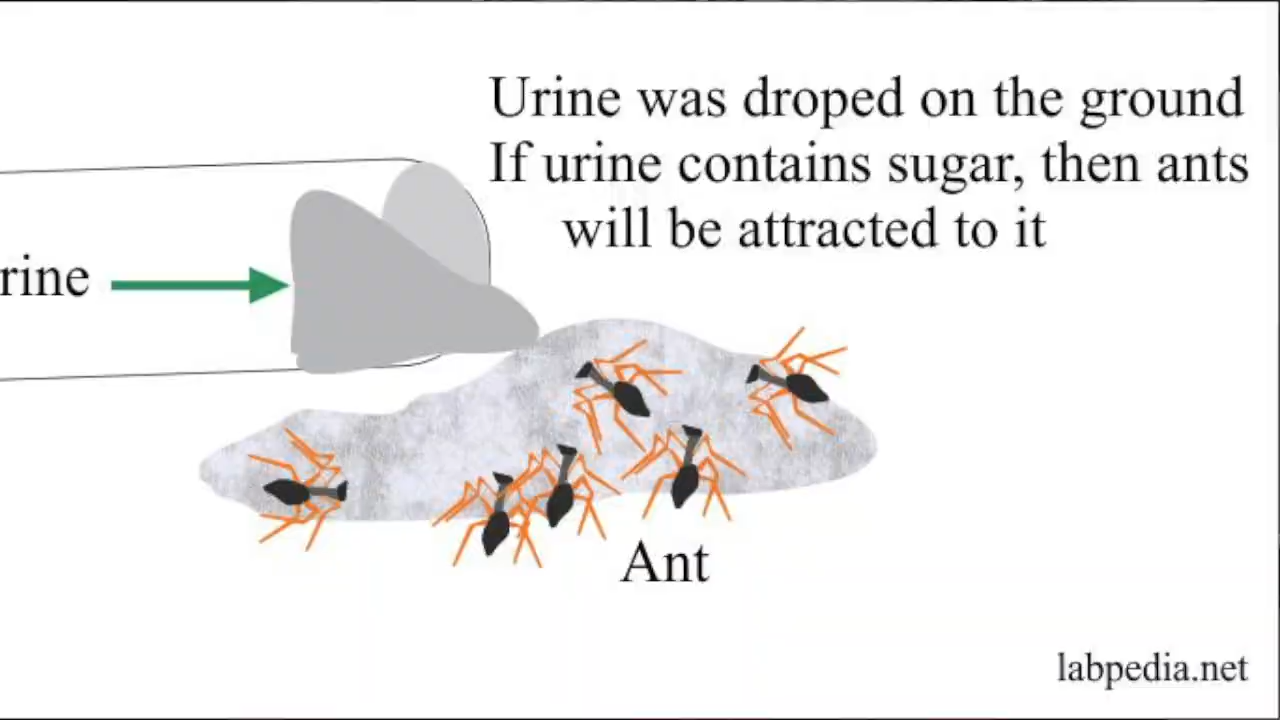 Urine was droped on the ground
If urine contains sugar, then ants
will be attracted to it
rine
Ant
labpedia.net